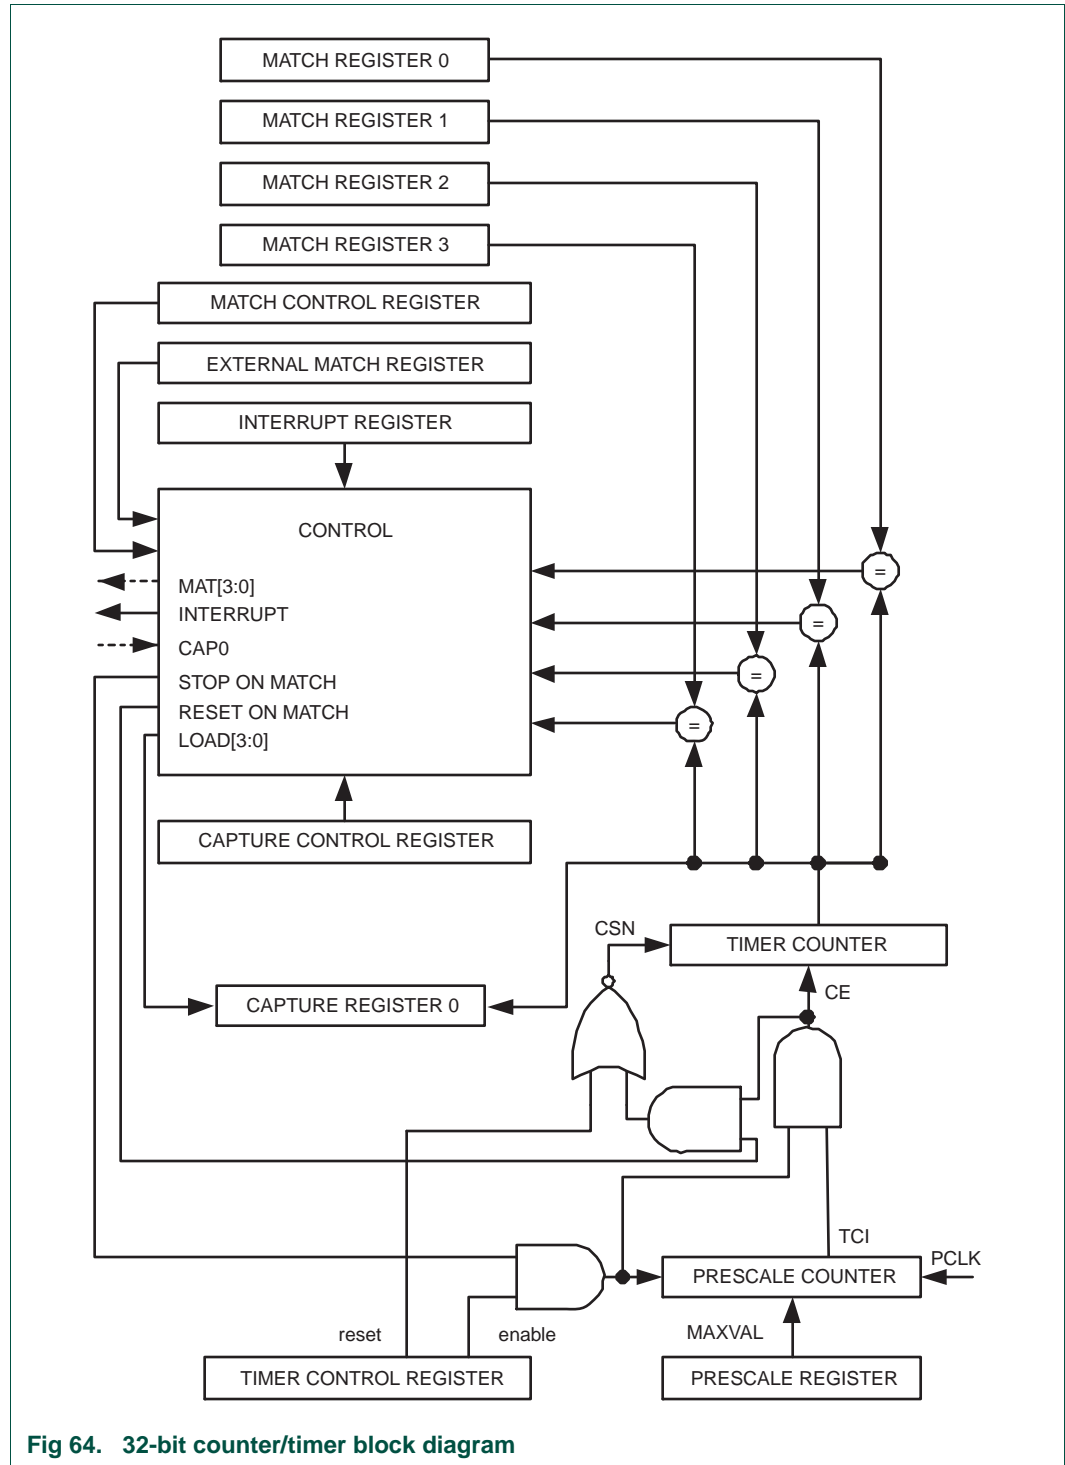 MATCH REGISTER 0
MATCH REGISTER 1
MATCH REGISTER 2
MATCH REGISTER 3
MATCH CONTROL REGISTER
EXTERNAL MATCH REGISTER
INTERRUPT REGISTER
CONTROL
=
=
=
=
MAT[3:0]
INTERRUPT
CAP0
STOP ON MATCH
RESET ON MATCH
LOAD[3:0]
CAPTURE CONTROL REGISTER
CSN
TIMER COUNTER
CE
CAPTURE REGISTER 0
TCI
PCLK
PRESCALE COUNTER
reset
enable
MAXVAL
TIMER CONTROL REGISTER
PRESCALE REGISTER
Fig 64. 32-bit counter/timer block diagram